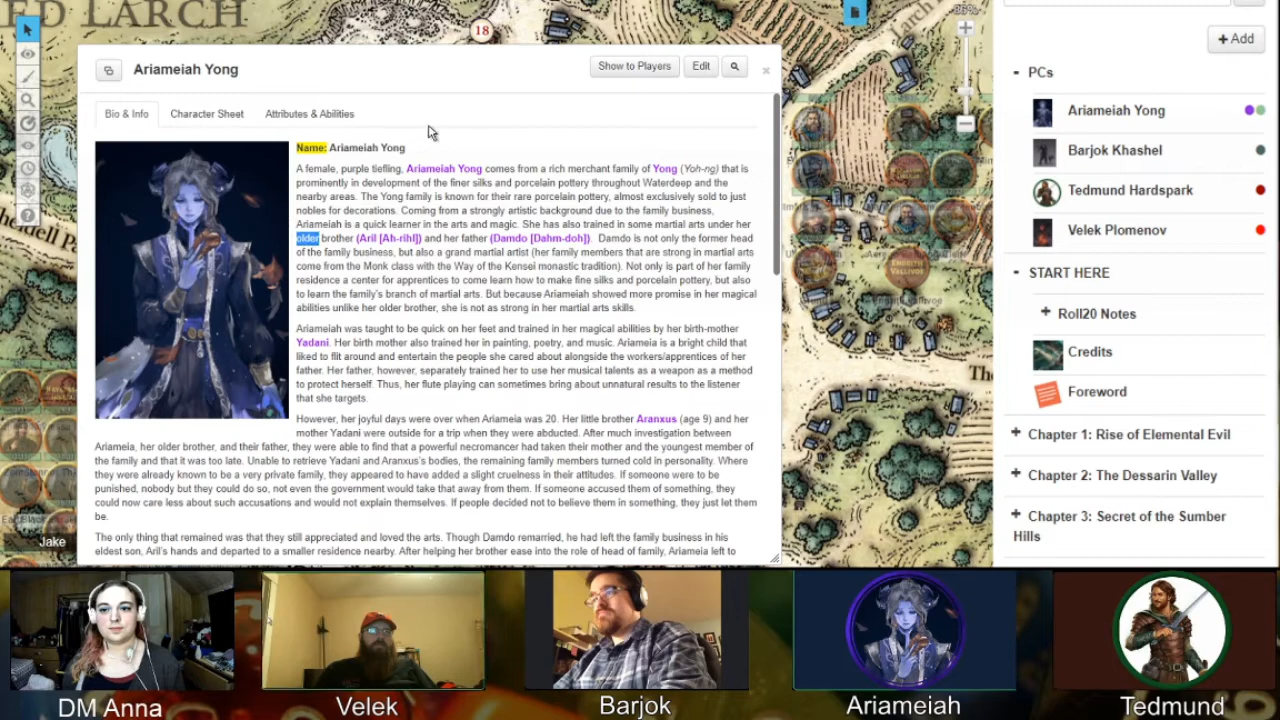 ED LARCH
18
86%
Ariameiah Yong
Show to Players
Edit
Bio & Info
Character Sheet
Attributes & Abilities
Name: Ariameiah Yong
A female, purple tiefling, Ariameiah Yong comes from a rich merchant family of Yong (Yoh-ng) that is
prominently in development of the finer silks and porcelain pottery throughout Waterdeep and the
nearby areas. The Yong family is known for their rare porcelain pottery, almost exclusively sold to just
nobles for decorations. Coming from a strongly artistic background due to the family business,
Ariameiah is a quick learner in the arts and magic. She has also trained in some martial arts under her
older brother (Aril [Ah-rihl]) and her father (Damdo [Dahm-doh]). Damdo is not only the former head
of the family business, but also a grand martial artist (her family members that are strong in martial arts
come from the Monk class with the Way of the Kensei monastic tradition). Not only is part of her family
residence a center for apprentices to come learn how to make fine silks and porcelain pottery, but also
to learn the family's branch of martial arts. But because Ariameiah showed more promise in her magical
abilities unlike her older brother, she is not as strong in her martial arts skills.
Ariameiah was taught to be quick on her feet and trained in her magical abilities by her birth-mother
Yadani. Her birth mother also trained her in painting, poetry, and music. Ariameia is a bright child that
liked to flit around and entertain the people she cared about alongside the workers/apprentices of her
father. Her father, however, separately trained her to use her musical talents as a weapon as a method
to protect herself. Thus, her flute playing can sometimes bring about unnatural results to the listener
that she targets.
However, her joyful days were over when Ariameia was 20. Her little brother Aranxus (age 9) and her
mother Yadani were outside for a trip when they were abducted. After much investigation between
Ariameia, her older brother, and their father, they were able to find that a powerful necromancer had taken their mother and the youngest member of
the family and that it was too late. Unable to retrieve Yadani and Aranxus's bodies, the remaining family members turned cold in personality. Where
they were already known to be a very private family, they appeared to have added a slight cruelness in their attitudes. If someone were to be
punished, nobody but they could do so, not even the government would take that away from them. If someone accused them of something, they
could now care less about such accusations and would not explain themselves. If people decided not to believe them in something, they just let them
be.
The only thing that remained was that they still appreciated and loved the arts. Though Damdo remarried, he had left the family business in his
eldest son, Aril's hands and departed to a smaller residence nearby. After helping her brother ease into the role of head of family, Ariameia left to
Jake
+ Add
PCs
Ariameiah Yong
Barjok Khashel
Tedmund Hardspark
Velek Plomenov
START HERE
Roll20 Notes
Credits
Foreword
Chapter 1: Rise of Elemental Evil
Chapter 2: The Dessarin Valley
Chapter 3: Secret of the Sumber
Hills
DM Anna
Velek
Barjok
Ariameiah
Tedmund